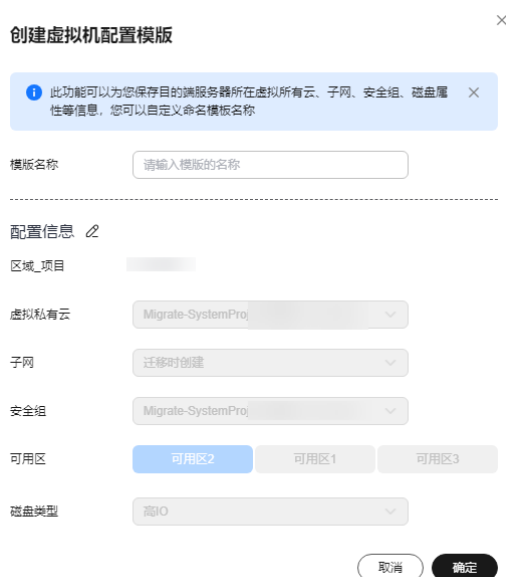 创建虚拟机配置模版
此功能可以为您保存目的端服务器所在虚拟所有云、子网、安全组、磁盘属
性等信息，您可以自定义命名模板名称
模版名称 请输入模版的名称
配置信息
区域_项目
虚拟私有云 Migrate-SystemProj
子网 迁移时创建
安全组 Migrate-SystemProj
可用区 可用区2 可用区1 可用区3
磁盘类型 高IO
取消 确定